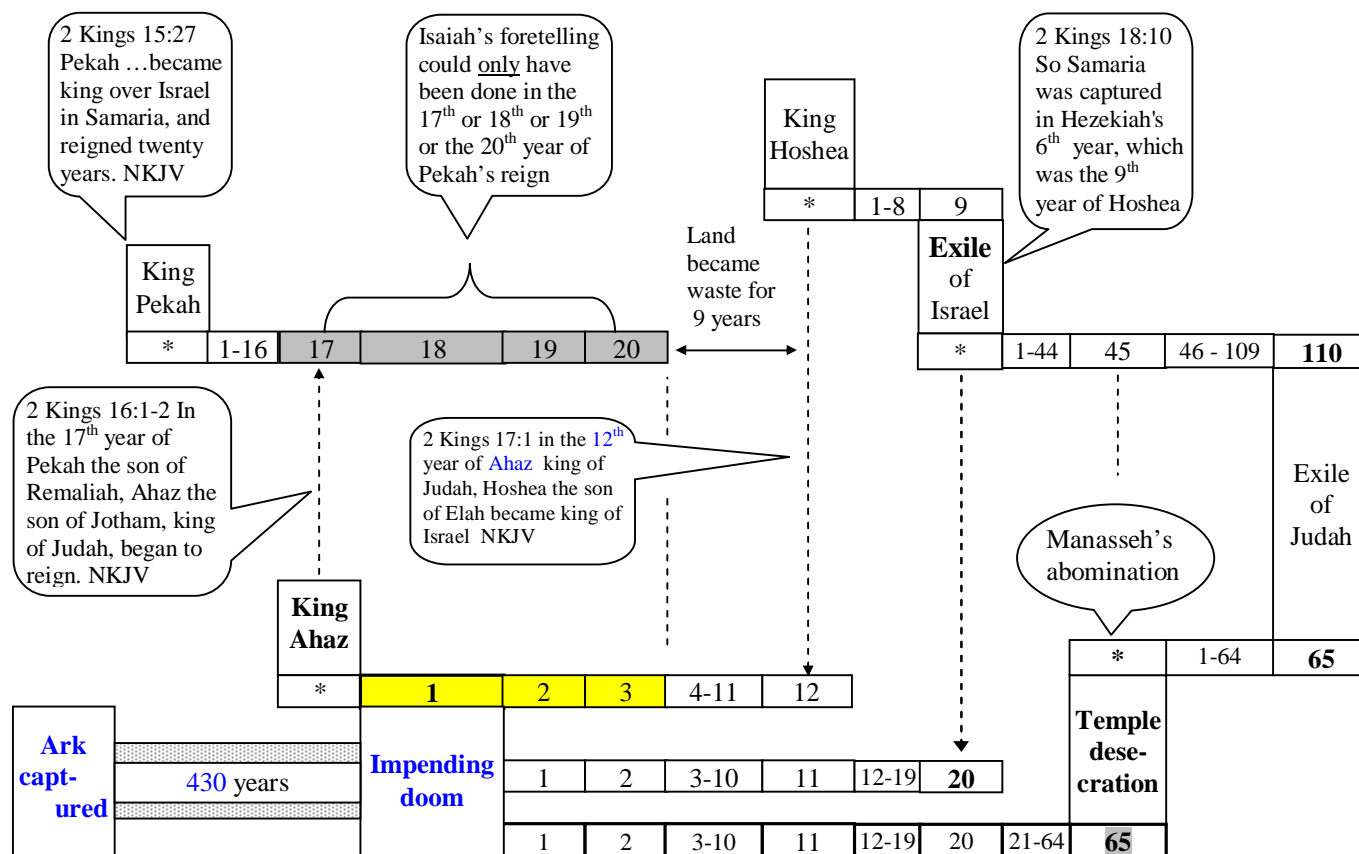 2 Kings 15:27
Pekah …became
king over Israel
in Samaria, and
reigned twenty
years. NKJV
Isaiah’s foretelling
could only have
been done in the
17th or 18th or 19th
or the 20th year of
Pekah’s reign
King
Hoshea
* 1-8 9
2 Kings 18:10
So Samaria
was captured
in Hezekiah's
6th year, which
was the 9th
year of Hoshea
King
Pekah
* 1-16 17 18 19 20
Land
became
waste for
9 years
Exile
of
Israel
* 1-44 45 46 - 109 110
2 Kings 16:1-2 In
the 17th year of
Pekah the son of
Remaliah, Ahaz the
son of Jotham, king
of Judah, began to
reign. NKJV
2 Kings 17:1 in the 12th
year of Ahaz king of
Judah, Hoshea the son
of Elah became king of
Israel NKJV
Exile
of
Judah
Manasseh’s
abomination
King
Ahaz
* 1 2 3 4-11 12
* 1-64 65
Ark
capt-
ured
430 years
Impending
doom
1 2 3-10 11 12-19 20
Temple
dese-
cration
1 2 3-10 11 12-19 20 21-64 65